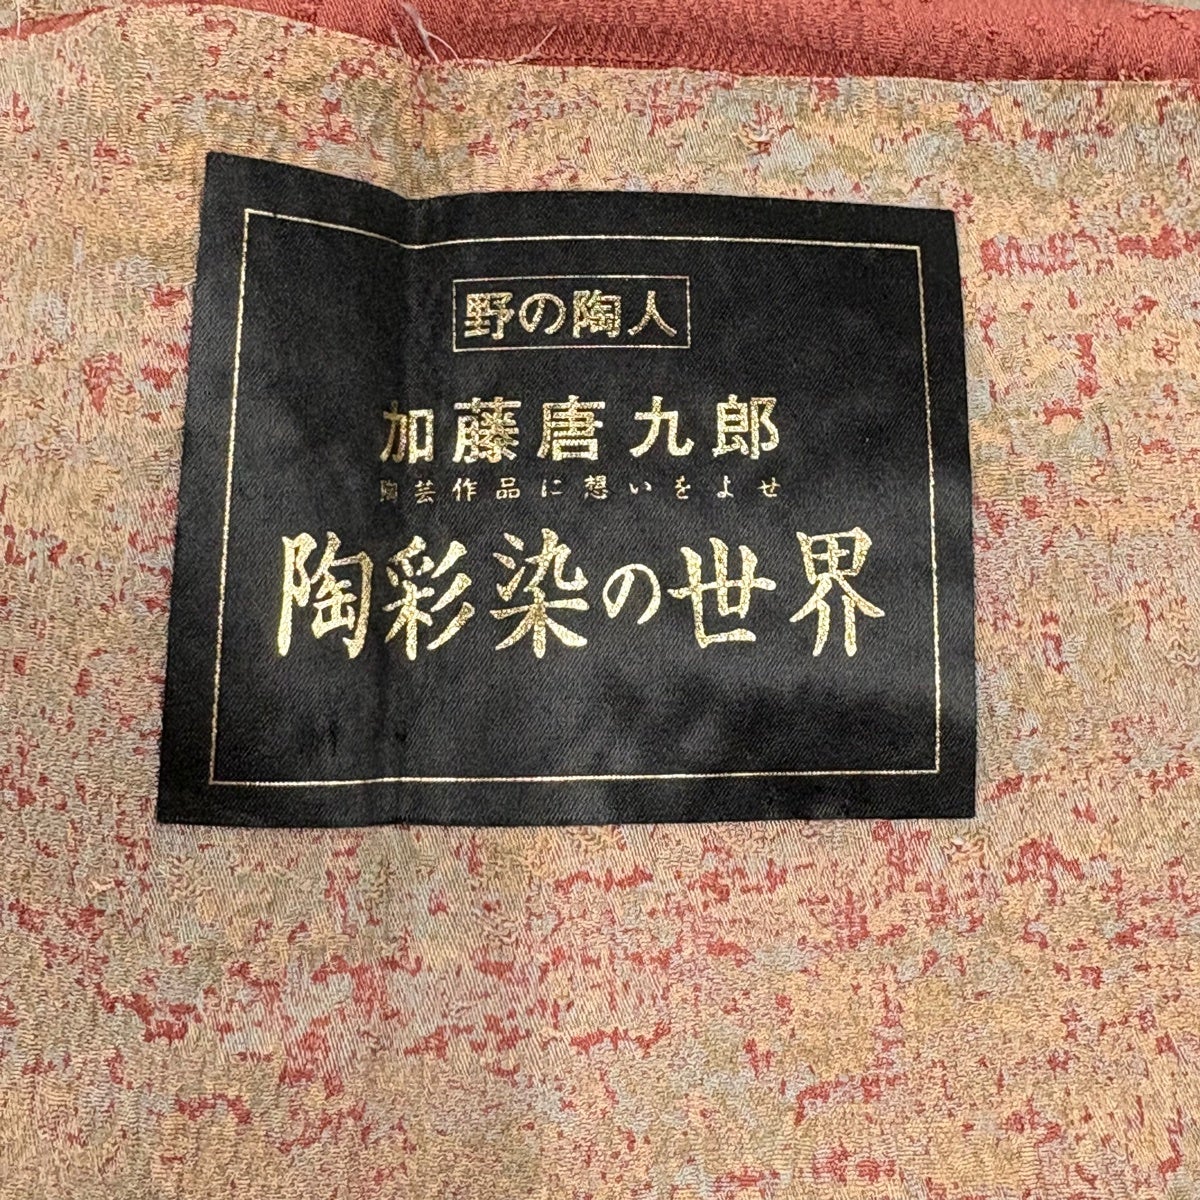 野の陶人
加藤唐九郎
陶芸作品に想いをよせ
陶彩染の世界